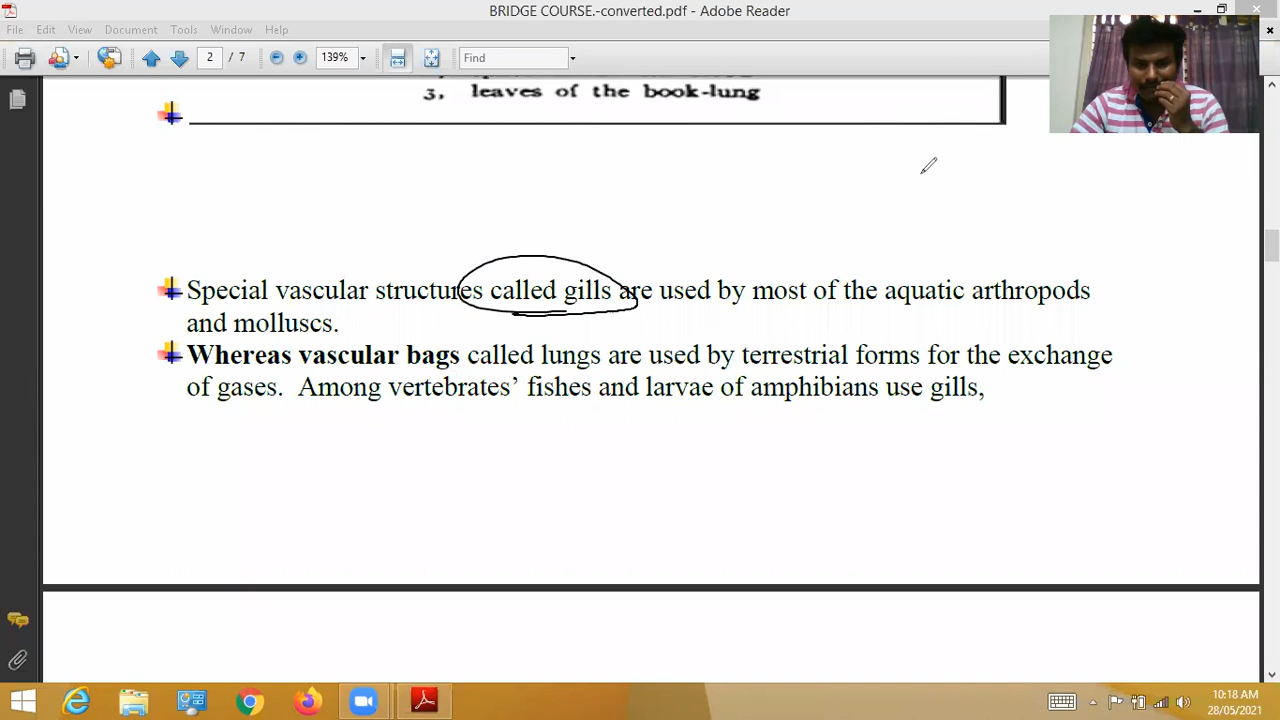 BRIDGE COURSE.-converted.pdf - Adobe Reader
File Edit View Document Tools Window Help
2 / 7 139% Find
3, leaves of the book-lung
Special vascular structures called gills are used by most of the aquatic arthropods
and molluscs.
Whereas vascular bags called lungs are used by terrestrial forms for the exchange
of gases. Among vertebrates’ fishes and larvae of amphibians use gills,
10:18 AM
28/05/2021